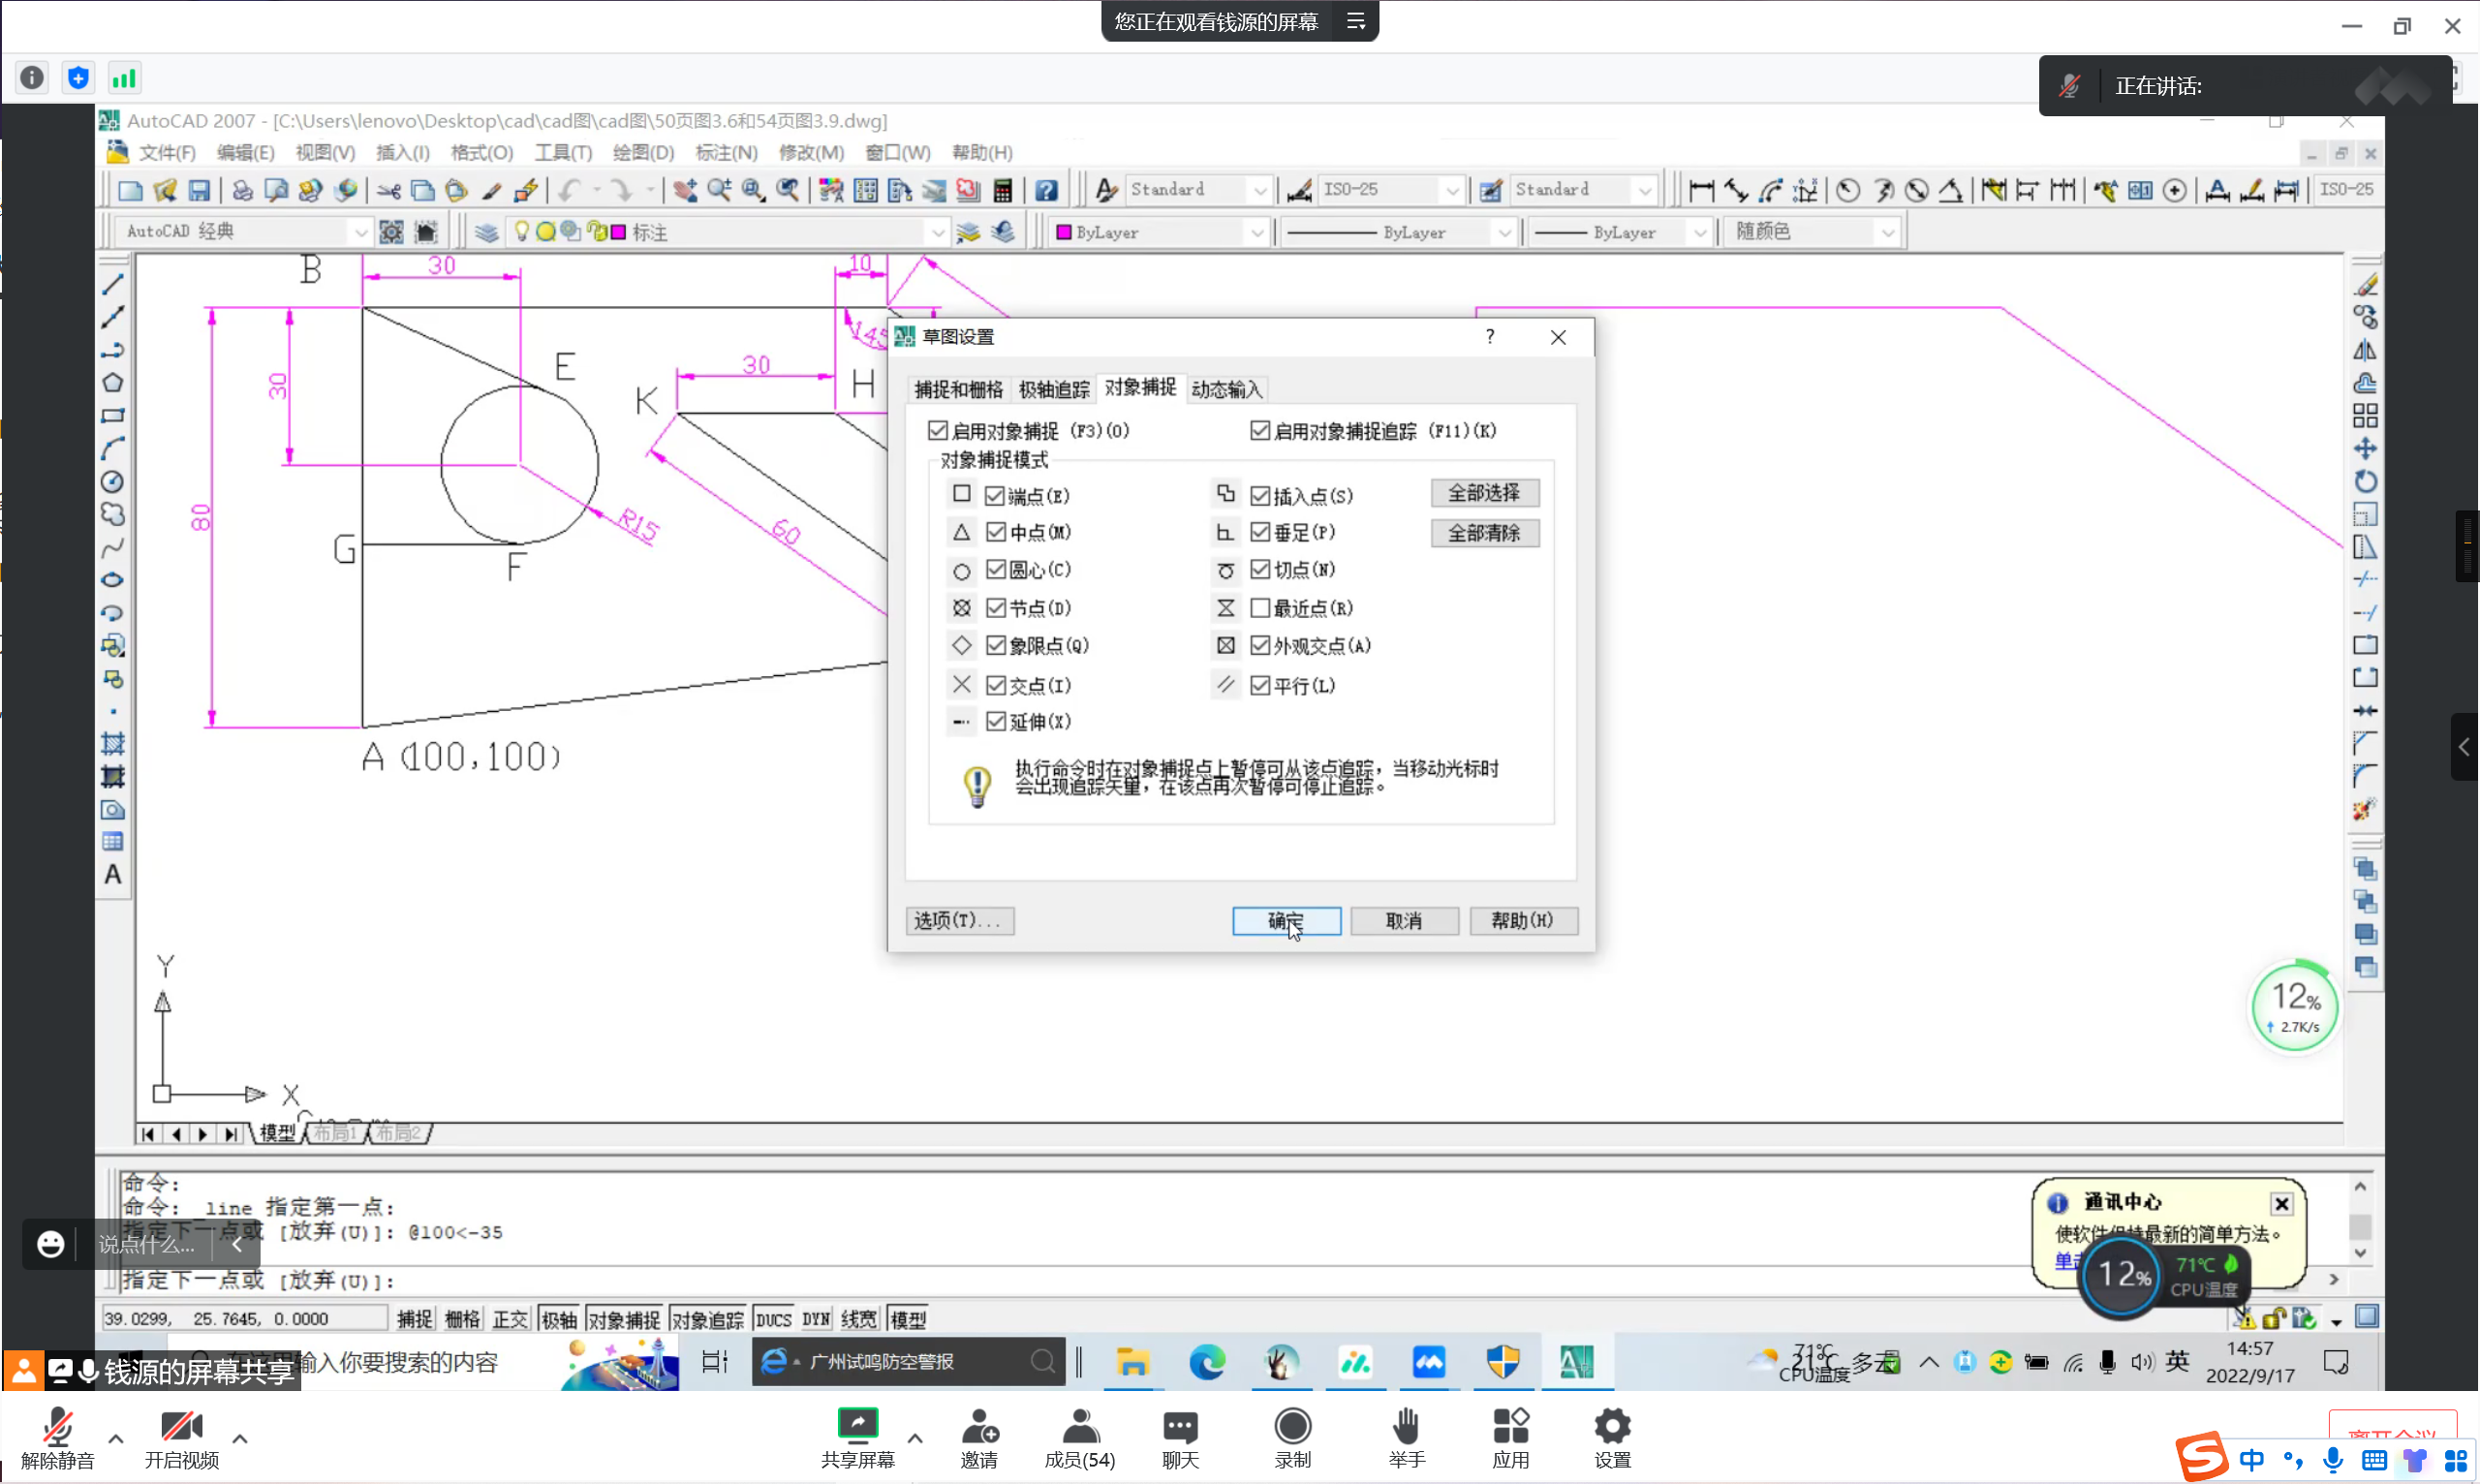 您正在观看钱源的屏幕
正在讲话:
AutoCAD 2007 - [C:\Users\lenovo\Desktop\cad\cad图\cad图\50页图3.6和54页图3.9.dwg]
文件(F) 编辑(E) 视图(V) 插入(I) 格式(O) 工具(T) 绘图(D) 标注(N) 修改(M) 窗口(W) 帮助(H)
Standard ISO-25 Standard ISO-25
AutoCAD 经典 标注 ByLayer ByLayer ByLayer 随颜色
B 30 10
145
E 30 H
30 K
R15 60
80
G
F
A (100,100)
草图设置
捕捉和栅格 极轴追踪 对象捕捉 动态输入
启用对象捕捉 (F3)(O) 启用对象捕捉追踪 (F11)(K)
对象捕捉模式
端点(E) 插入点(S) 全部选择
中点(M) 垂足(P) 全部清除
圆心(C) 切点(N)
节点(D) 最近点(R)
象限点(Q) 外观交点(A)
交点(I) 平行(L)
延伸(X)
执行命令时在对象捕捉点上暂停可从该点追踪，当移动光标时
会出现追踪矢量，在该点再次暂停可停止追踪。
选项(T)... 确定 取消 帮助(H)
12%
2.7K/s
Y
X
模型 布局1 布局2
命令:
命令: _line 指定第一点:
指定下一点或 [放弃(U)]: @100<-35
说点什么...
指定下一点或 [放弃(U)]:
通讯中心
使软件保持最新的简单方法。
单击
12% 71℃
CPU温度
39.0299, 25.7645, 0.0000 捕捉 栅格 正交 极轴 对象捕捉 对象追踪 DUCS DYN 线宽 模型
钱源的屏幕共享
输入你要搜索的内容
广州试鸣防空警报
71℃
CPU温度
21℃ 多云
英
14:57
2022/9/17
解除静音 开启视频 共享屏幕 邀请 成员(54) 聊天 录制 举手 应用 设置
离开会议
中